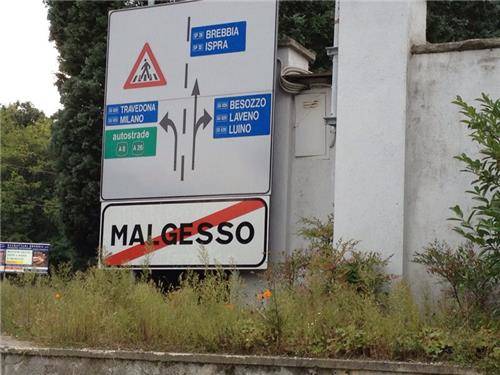 BREBBIA
ISPRA
TRAVEDONA
MILANO
autostrade
A8 A26
BESOZZO
LAVENO
LUINO
MALGESSO